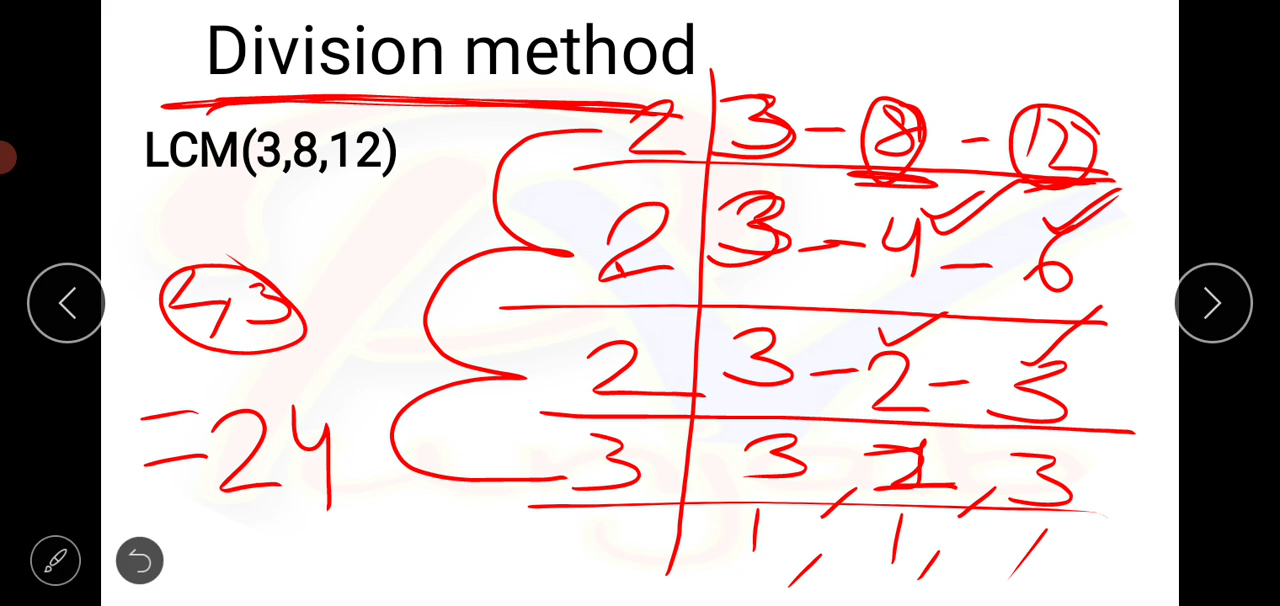 Division method
LCM(3,8,12)
2 | 3 - 8 - 12
2 | 3 - 4 - 6
2 | 3 - 2 - 3
3 | 3, 1, 3
1, 1, 1
= 24